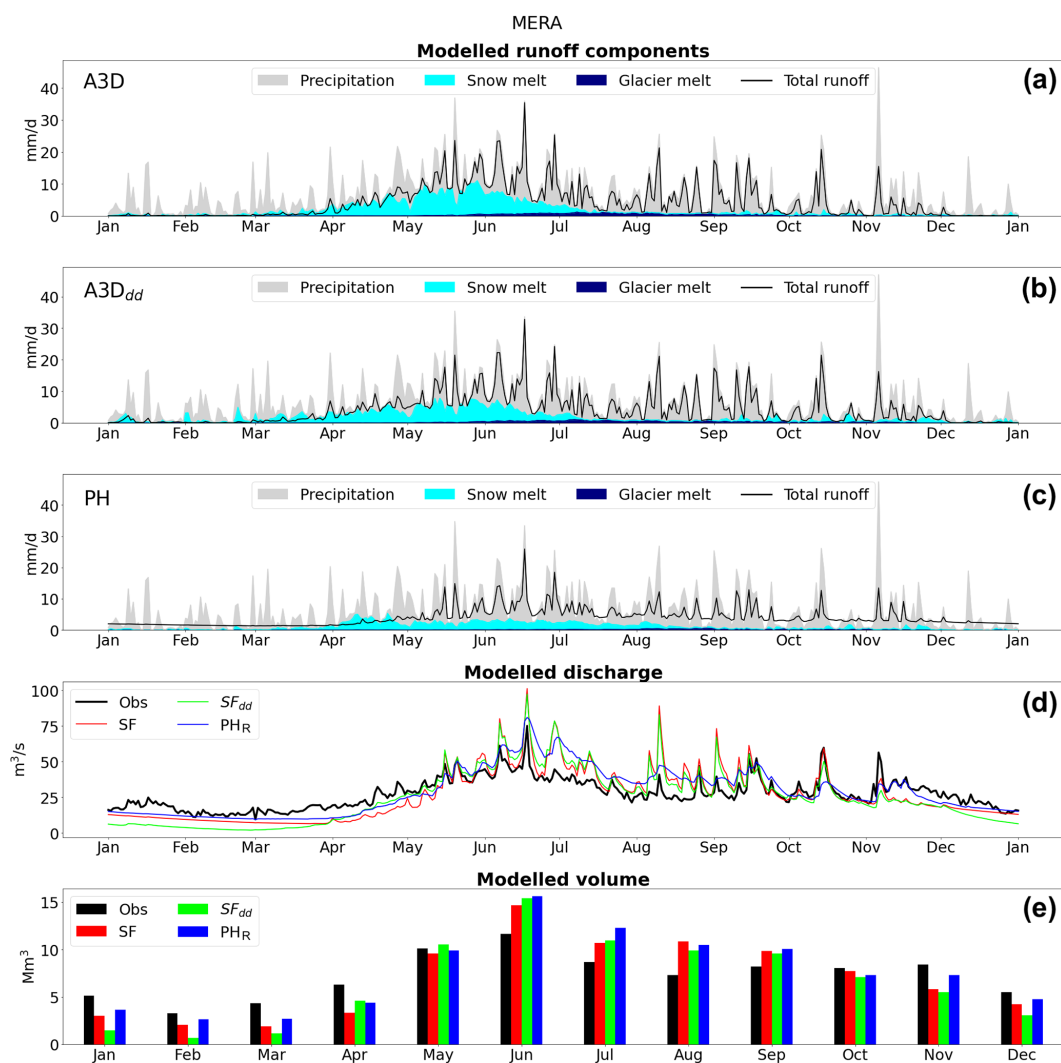 MERA
Modelled runoff components
A3D
Precipitation Snow melt Glacier melt Total runoff
(a)
mm/d
40
30
20
10
0
Jan Feb Mar Apr May Jun Jul Aug Sep Oct Nov Dec Jan
A3D_dd
Precipitation Snow melt Glacier melt Total runoff
(b)
mm/d
40
30
20
10
0
Jan Feb Mar Apr May Jun Jul Aug Sep Oct Nov Dec Jan
PH
Precipitation Snow melt Glacier melt Total runoff
(c)
mm/d
40
30
20
10
0
Jan Feb Mar Apr May Jun Jul Aug Sep Oct Nov Dec Jan
Modelled discharge
Obs SF_dd
SF PH_R
(d)
m³/s
100
75
50
25
0
Jan Feb Mar Apr May Jun Jul Aug Sep Oct Nov Dec Jan
Modelled volume
Obs SF_dd
SF PH_R
(e)
Mm³
15
10
5
0
Jan Feb Mar Apr May Jun Jul Aug Sep Oct Nov Dec